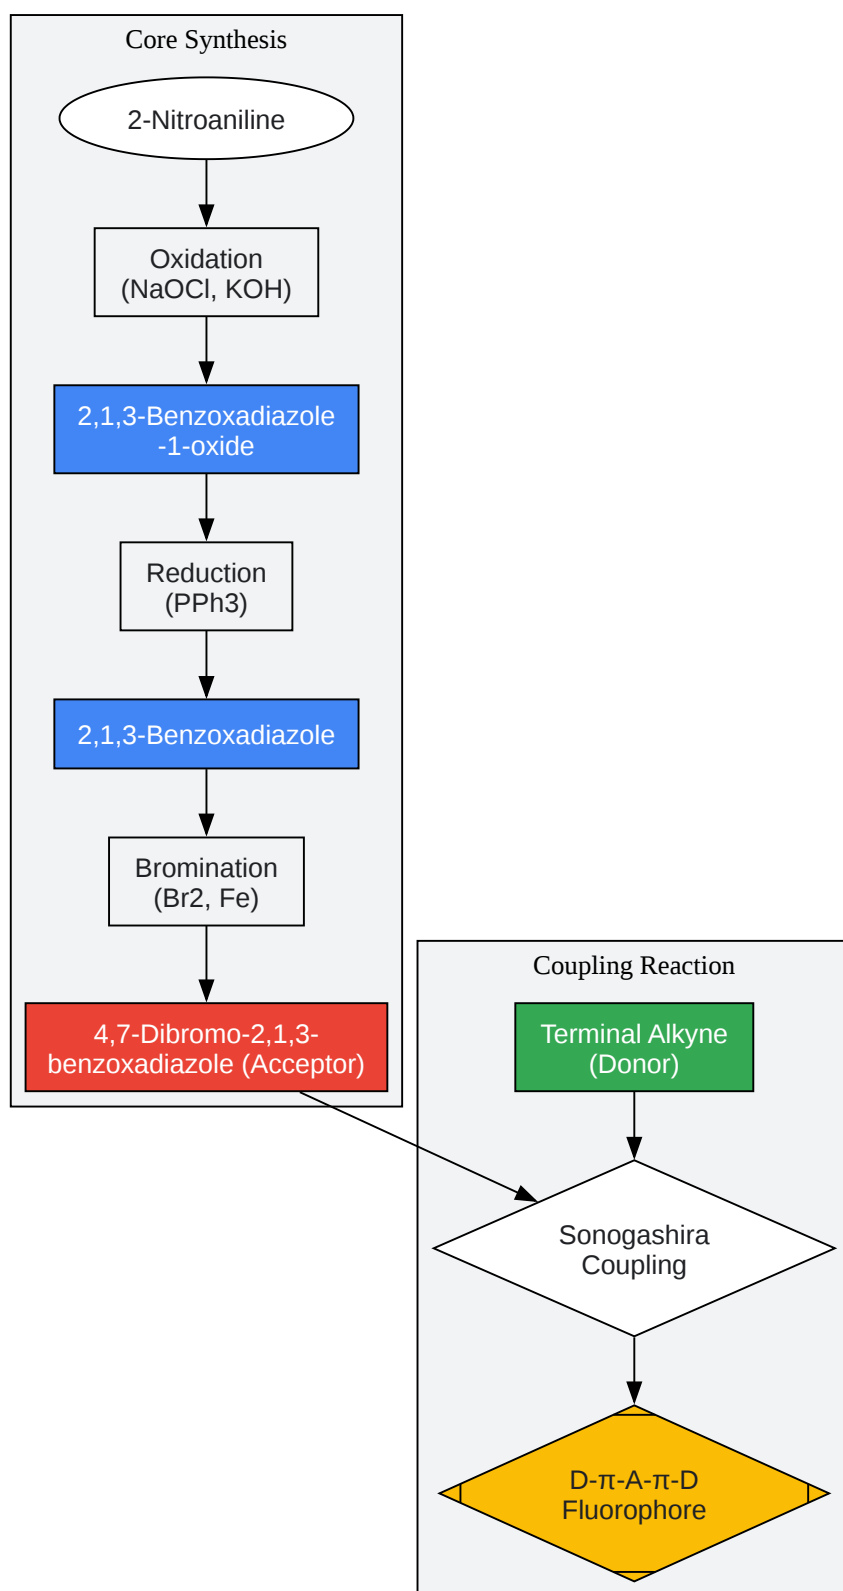 Core Synthesis
2-Nitroaniline
Oxidation
(NaOCl, KOH)
2,1,3-Benzoxadiazole
-1-oxide
Reduction
(PPh3)
2,1,3-Benzoxadiazole
Bromination
(Br2, Fe)
4,7-Dibromo-2,1,3-
benzoxadiazole (Acceptor)
Coupling Reaction
Terminal Alkyne
(Donor)
Sonogashira
Coupling
D-π-A-π-D
Fluorophore